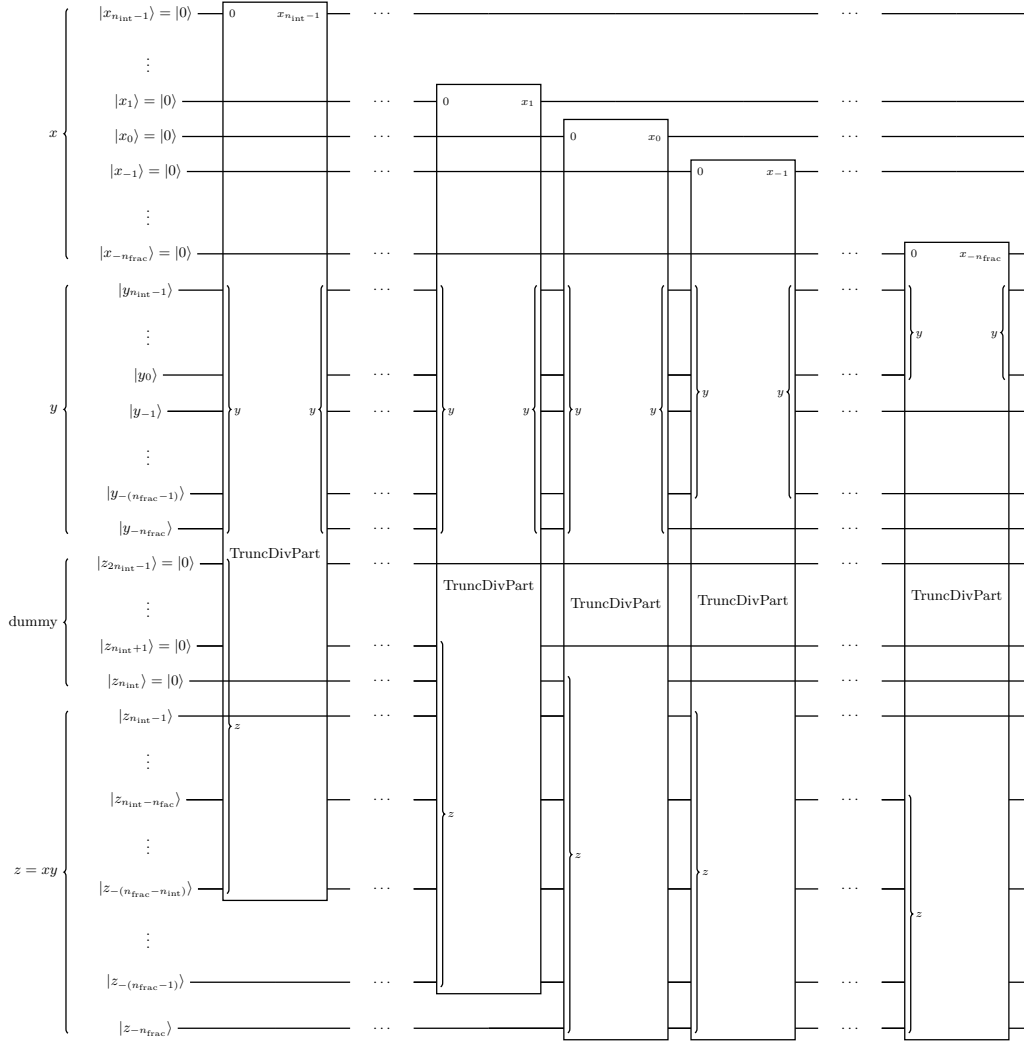 |x_{n_int−1}⟩ = |0⟩ 0 x_{n_int−1} ··· ···
⋮
|x_1⟩ = |0⟩ ··· 0 x_1 ···
x |x_0⟩ = |0⟩ ··· 0 x_0 ···
|x_{−1}⟩ = |0⟩ ··· 0 x_{−1} ···
⋮
|x_{−n_frac}⟩ = |0⟩ ··· ··· 0 x_{−n_frac}
|y_{n_int−1}⟩ ··· ···
⋮ y y
|y_0⟩ ··· ···
y y
y |y_{−1}⟩ y y ··· y y y y ···
⋮
|y_{−(n_frac−1)}⟩ ··· ···
|y_{−n_frac}⟩ ··· ···
TruncDivPart
|z_{2n_int−1}⟩ = |0⟩ ··· ···
TruncDivPart TruncDivPart TruncDivPart TruncDivPart
⋮
dummy
|z_{n_int+1}⟩ = |0⟩ ··· ···
|z_{n_int}⟩ = |0⟩ ··· ···
|z_{n_int−1}⟩ ··· ···
z
⋮
|z_{n_int−n_fac}⟩ ··· ···
z
⋮
z
z = xy z
|z_{−(n_frac−n_int)}⟩ ··· ···
z
⋮
|z_{−(n_frac−1)}⟩ ··· ···
|z_{−n_frac}⟩ ··· ···